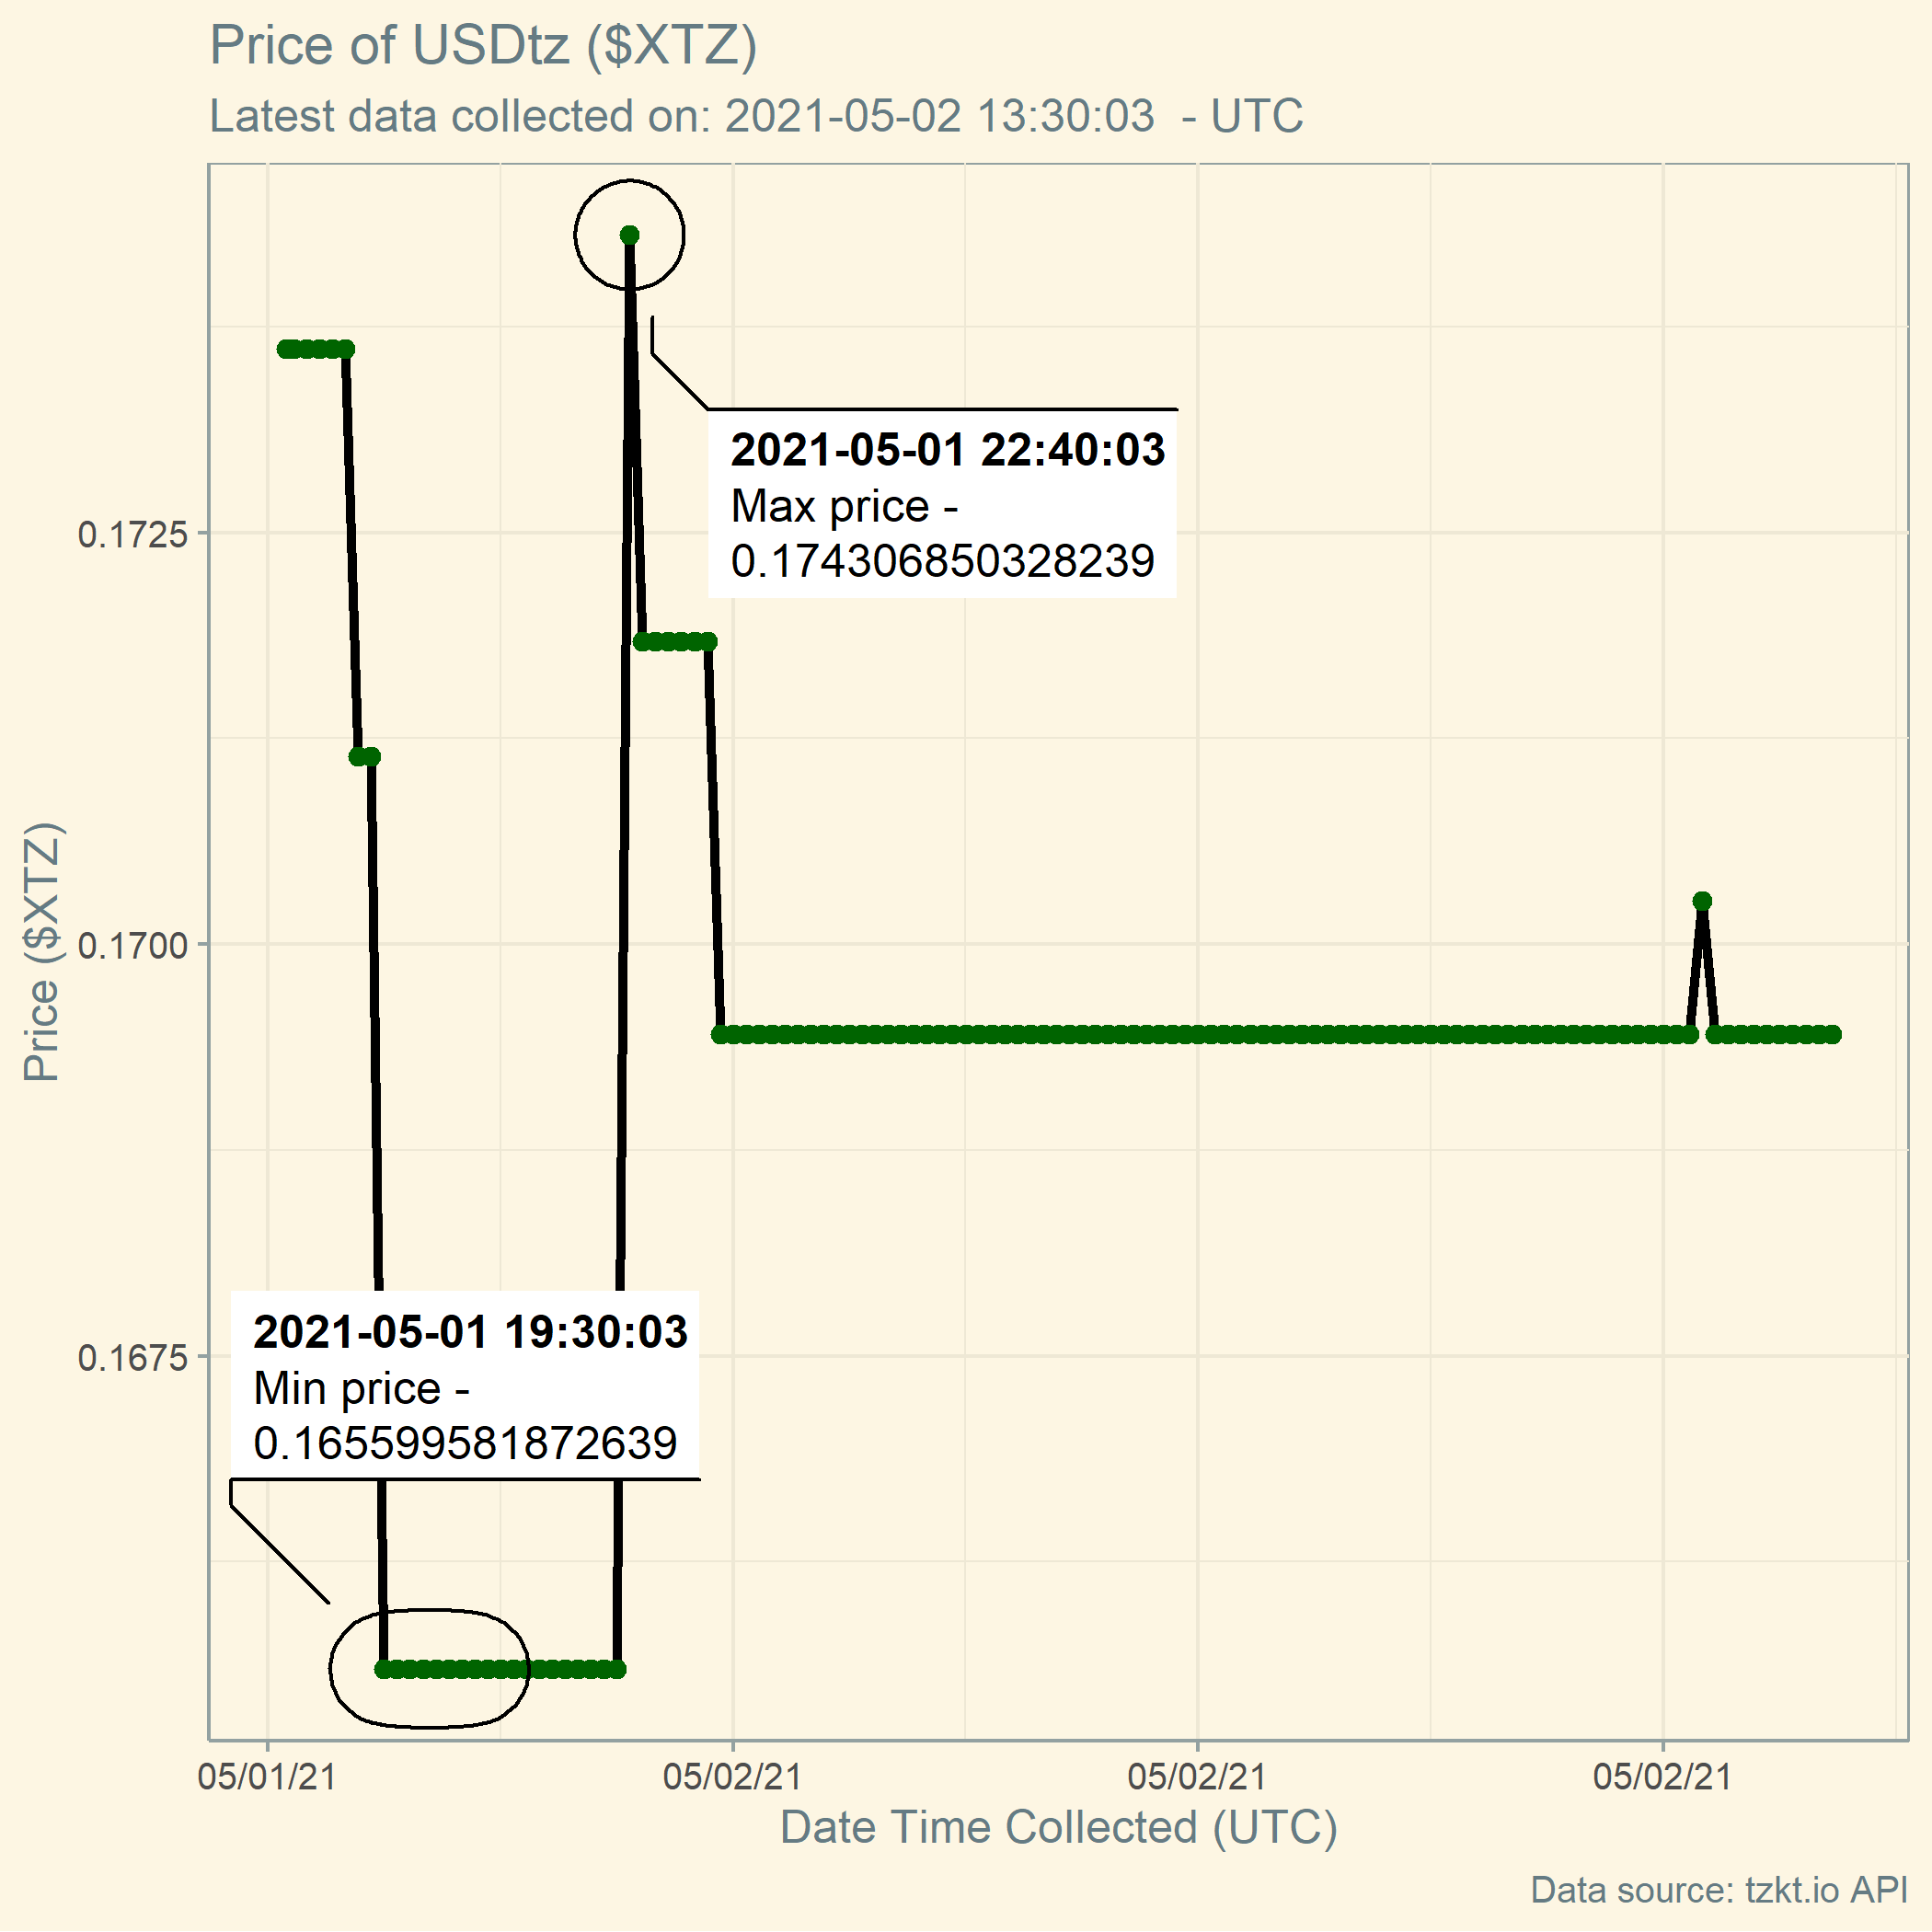 Price of USDtz ($XTZ)
Latest data collected on: 2021-05-02 13:30:03  - UTC
2021-05-01 22:40:03
Max price -
0.174306850328239
0.1725
0.1700
0.1675
Price ($XTZ)
2021-05-01 19:30:03
Min price -
0.165599581872639
05/01/21
05/02/21
05/02/21
05/02/21
Date Time Collected (UTC)
Data source: tzkt.io API